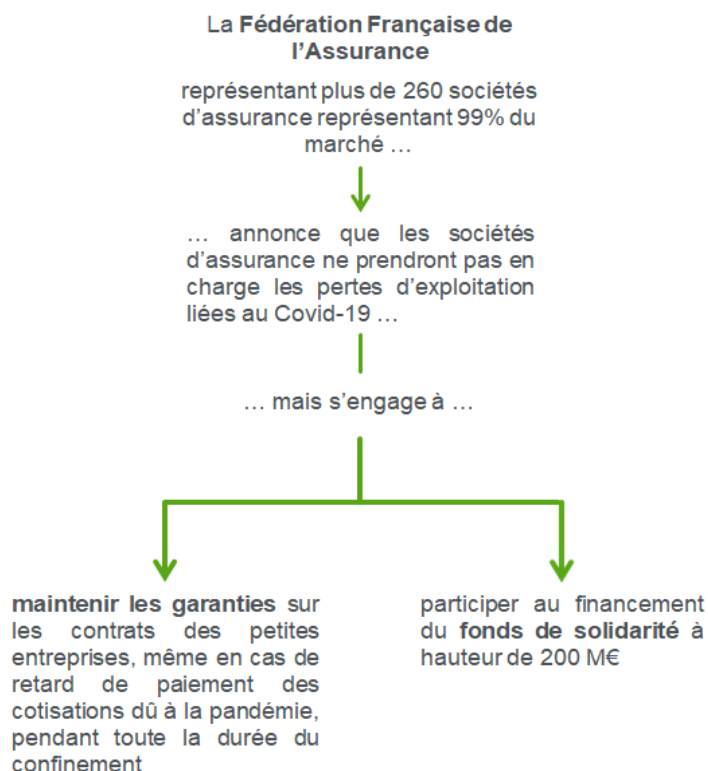 La Fédération Française de
l’Assurance
représentant plus de 260 sociétés
d’assurance représentant 99% du
marché …
… annonce que les sociétés
d’assurance ne prendront pas en
charge les pertes d’exploitation
liées au Covid-19 …
… mais s’engage à …
maintenir les garanties sur
les contrats des petites
entreprises, même en cas de
retard de paiement des
cotisations dû à la pandémie,
pendant toute la durée du
confinement
participer au financement
du fonds de solidarité à
hauteur de 200 M€